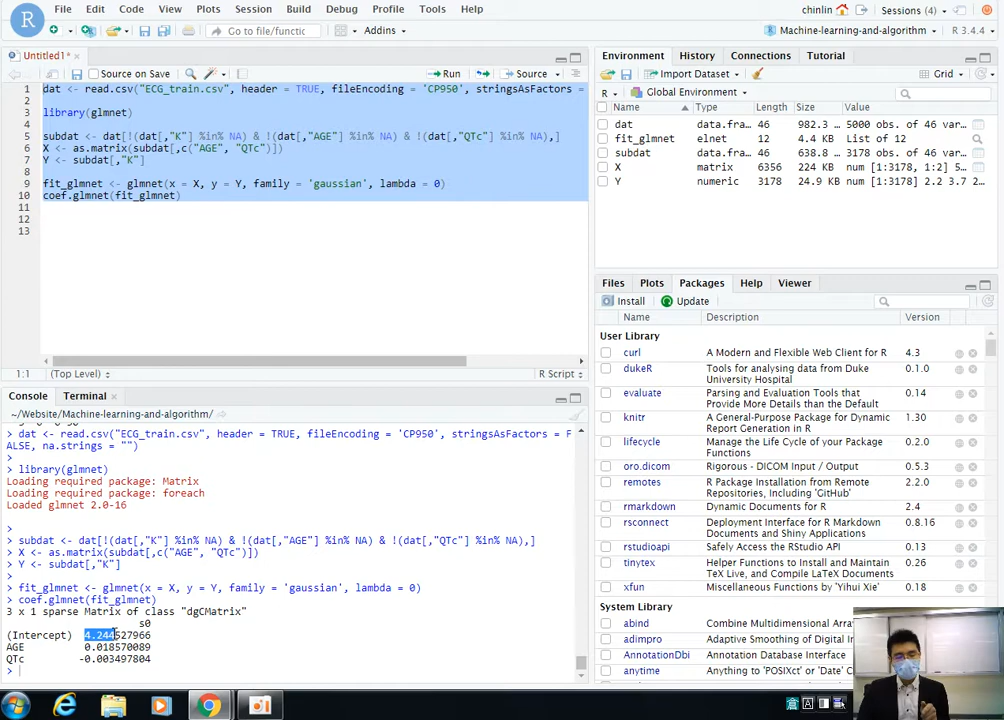 R
File Edit Code View Plots Session Build Debug Profile Tools Help
chinlin Sessions (4)
Go to file/functic Addins
Machine-learning-and-algorithm R 3.4.4
Untitled1*
Source on Save Run Source
1 dat <- read.csv("ECG_train.csv", header = TRUE, fileEncoding = 'CP950', stringsAsFactors =
2
3 library(glmnet)
4
5 subdat <- dat[!(dat[,"K"] %in% NA) & !(dat[,"AGE"] %in% NA) & !(dat[,"QTc"] %in% NA),]
6 X <- as.matrix(subdat[,c("AGE", "QTc")])
7 Y <- subdat[,"K"]
8
9 fit_glmnet <- glmnet(x = X, y = Y, family = 'gaussian', lambda = 0)
10 coef.glmnet(fit_glmnet)
11
12
13
1:1 (Top Level) R Script
Console Terminal
~/Website/Machine-learning-and-algorithm/
> dat <- read.csv("ECG_train.csv", header = TRUE, fileEncoding = 'CP950', stringsAsFactors = F
ALSE, na.strings = "")
>
> library(glmnet)
Loading required package: Matrix
Loading required package: foreach
Loaded glmnet 2.0-16
>
> subdat <- dat[!(dat[,"K"] %in% NA) & !(dat[,"AGE"] %in% NA) & !(dat[,"QTc"] %in% NA),]
> X <- as.matrix(subdat[,c("AGE", "QTc")])
> Y <- subdat[,"K"]
>
> fit_glmnet <- glmnet(x = X, y = Y, family = 'gaussian', lambda = 0)
> coef.glmnet(fit_glmnet)
3 x 1 sparse Matrix of class "dgCMatrix"
s0
(Intercept) 4.244527966
AGE 0.018570089
QTc -0.003497804
>
Environment History Connections Tutorial
Import Dataset Grid
R Global Environment
Name Type Length Size Value
dat data.fra… 46 982.3 … 5000 obs. of 46 var…
fit_glmnet elnet 12 4.4 KB List of 12
subdat data.fra… 46 638.8 … 3178 obs. of 46 var…
X matrix 6356 224 KB num [1:3178, 1:2] 5…
Y numeric 3178 24.9 KB num [1:3178] 2.2 3.7 2…
Files Plots Packages Help Viewer
Install Update
Name Description Version
User Library
curl A Modern and Flexible Web Client for R 4.3
dukeR Tools for analysing data from Duke University Hospital 0.1.0
evaluate Parsing and Evaluation Tools that Provide More Details than the Default 0.14
knitr A General-Purpose Package for Dynamic Report Generation in R 1.30
lifecycle Manage the Life Cycle of your Package Functions 0.2.0
oro.dicom Rigorous - DICOM Input / Output 0.5.3
remotes R Package Installation from Remote Repositories, Including 'GitHub' 2.2.0
rmarkdown Dynamic Documents for R 2.4
rsconnect Deployment Interface for R Markdown Documents and Shiny Applications 0.8.16
rstudioapi Safely Access the RStudio API 0.13
tinytex Helper Functions to Install and Maintain TeX Live, and Compile LaTeX Documents 0.26
xfun Miscellaneous Functions by 'Yihui Xie' 0.18
System Library
abind Combine Multidimensional
adimpro Adaptive Smoothing of Digital
AnnotationDbi Annotation Database Interface
anytime Anything to 'POSIXct' or 'Date' C